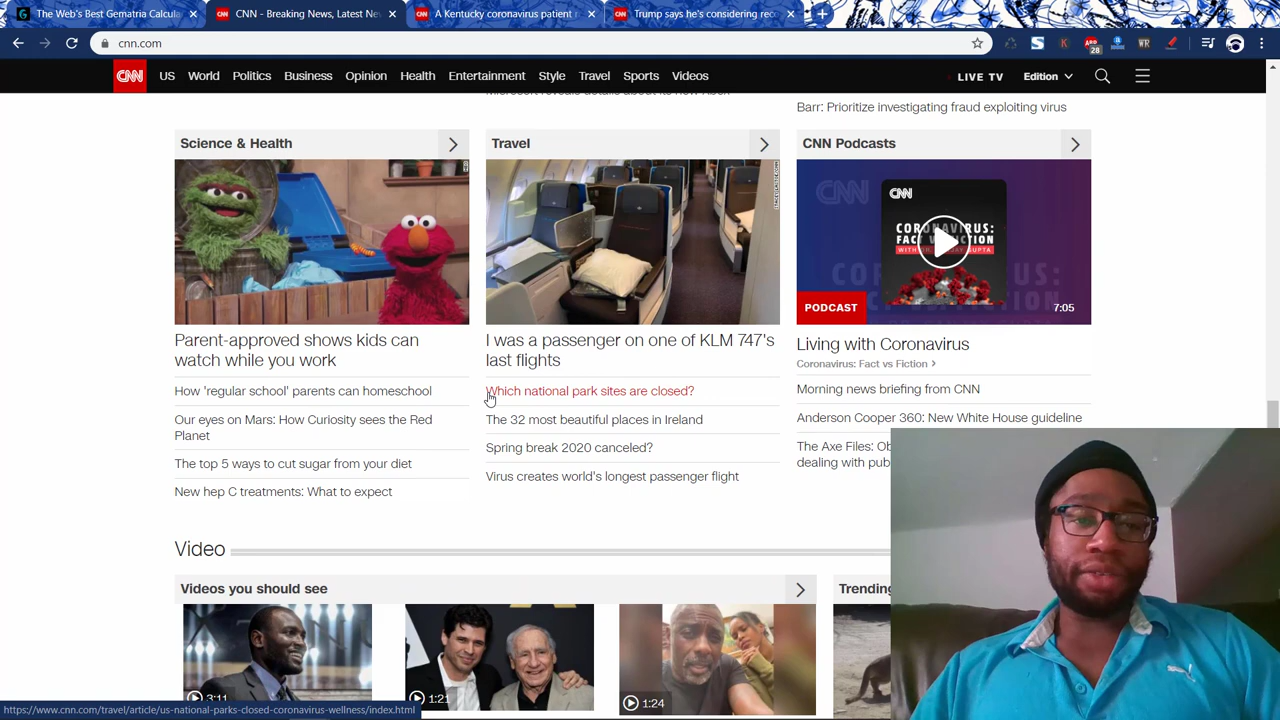 The Web's Best Gematria Calcula
CNN - Breaking News, Latest Ne
A Kentucky coronavirus patient r
Trump says he's considering rec
cnn.com
28
WR
CNN
US
World
Politics
Business
Opinion
Health
Entertainment
Style
Travel
Sports
Videos
LIVE TV
Edition
Barr: Prioritize investigating fraud exploiting virus
Science & Health
Parent-approved shows kids can
watch while you work
How 'regular school' parents can homeschool
Our eyes on Mars: How Curiosity sees the Red
Planet
The top 5 ways to cut sugar from your diet
New hep C treatments: What to expect
Travel
I was a passenger on one of KLM 747's
last flights
Which national park sites are closed?
The 32 most beautiful places in Ireland
Spring break 2020 canceled?
Virus creates world's longest passenger flight
CNN Podcasts
CNN
CORONAVIRUS:
PODCAST
7:05
Living with Coronavirus
Coronavirus: Fact vs Fiction
Morning news briefing from CNN
Anderson Cooper 360: New White House guideline
The Axe Files:
dealing with pub
Video
Videos you should see
Trending
3:11
1:21
1:24
https://www.cnn.com/travel/article/us-national-parks-closed-coronavirus-wellness/index.html